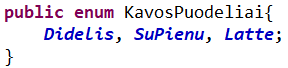 public enum KavosPuodeliai{
    Didelis, SuPienu, Latte;
}